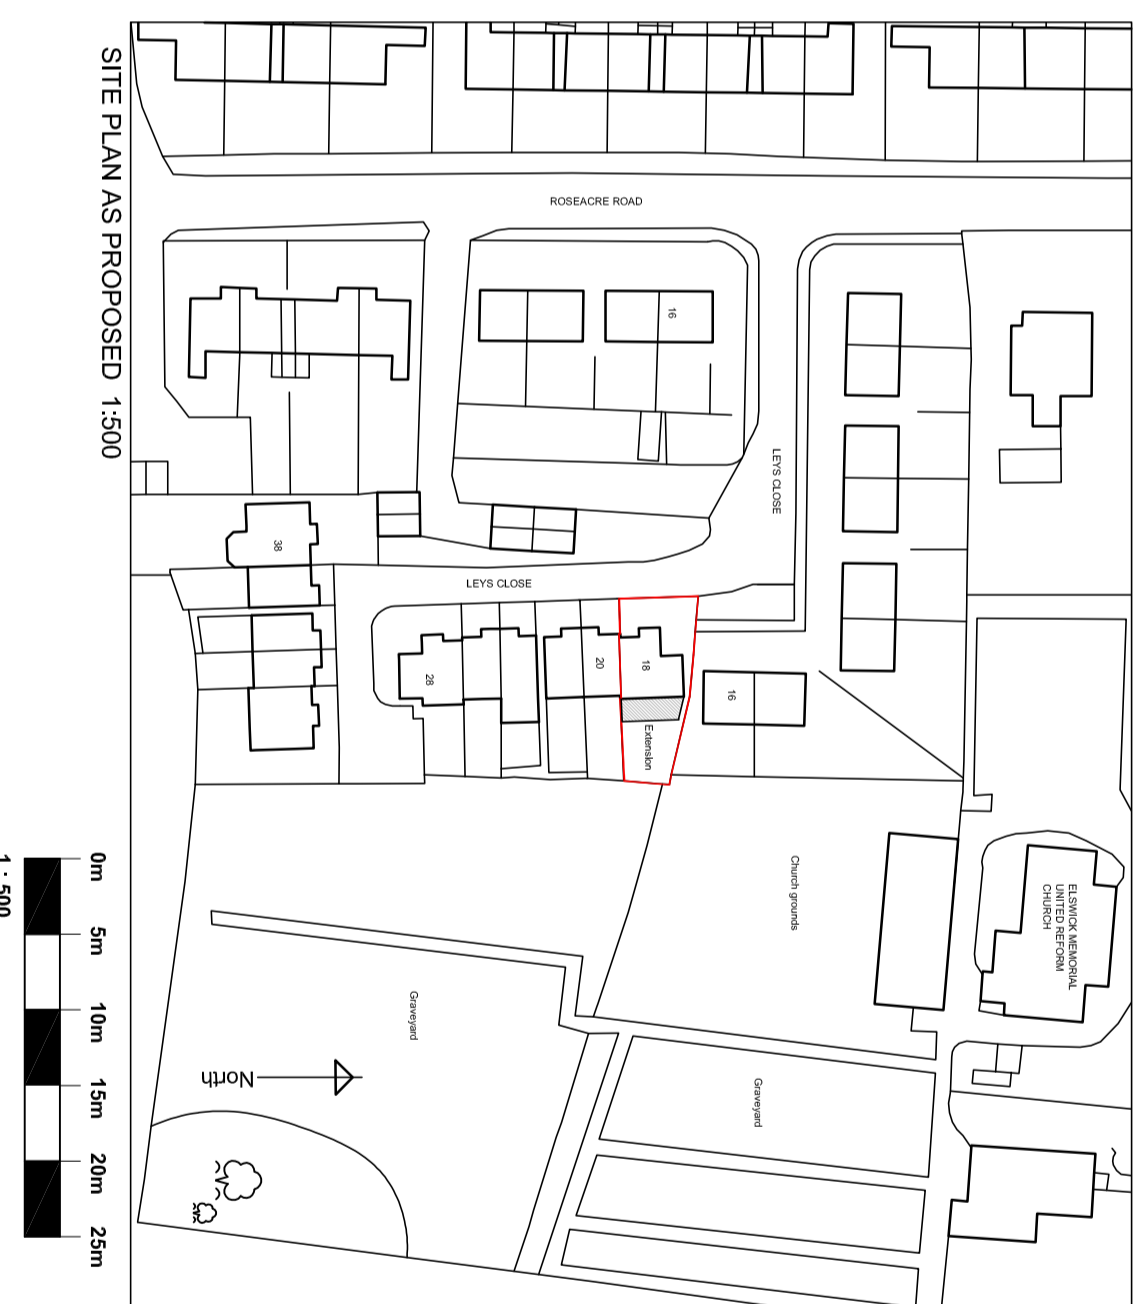 SITE PLAN AS PROPOSED 1:500
ROSEACRE ROAD
16
LEYS CLOSE
38
LEYS CLOSE
28
20
18
16
Extension
Church grounds
ELSWICK MEMORIAL
UNITED REFORM
CHURCH
Graveyard
Graveyard
North
0m
5m
10m
15m
20m
25m
1 : 500